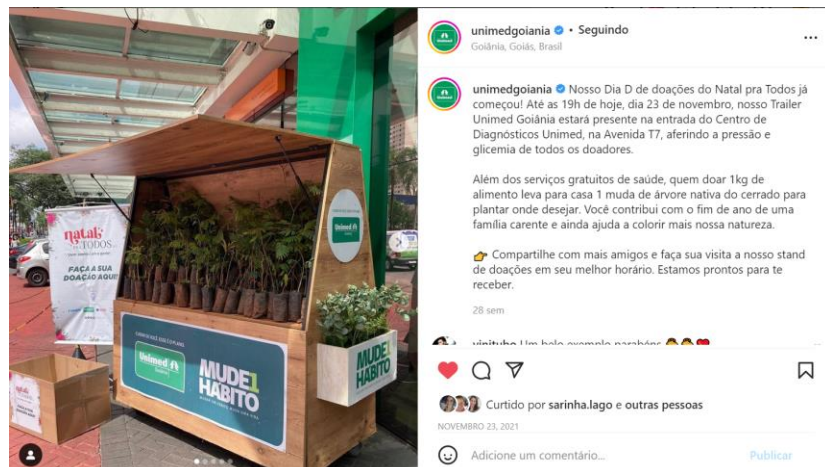 natal
TODOS
FAÇA A SUA
DOAÇÃO AQUI!
Unimed
Unimed
MUDE1
HÁBITO
MUDE1
HÁBITO
natal
unimedgoiania • Seguindo
Goiânia, Goiás, Brasil
unimedgoiania Nosso Dia D de doações do Natal pra Todos já
começou! Até as 19h de hoje, dia 23 de novembro, nosso Trailer
Unimed Goiânia estará presente na entrada do Centro de
Diagnósticos Unimed, na Avenida T7, aferindo a pressão e
glicemia de todos os doadores.
Além dos serviços gratuitos de saúde, quem doar 1kg de
alimento leva para casa 1 muda de árvore nativa do cerrado para
plantar onde desejar. Você contribui com o fim de ano de uma
família carente e ainda ajuda a colorir mais nossa natureza.
👉 Compartilhe com mais amigos e faça sua visita a nosso stand
de doações em seu melhor horário. Estamos prontos para te
receber.
28 sem
Um belo exemplo parabéns
Curtido por sarinha.lago e outras pessoas
NOVEMBRO 23, 2021
Adicione um comentário...
Publicar